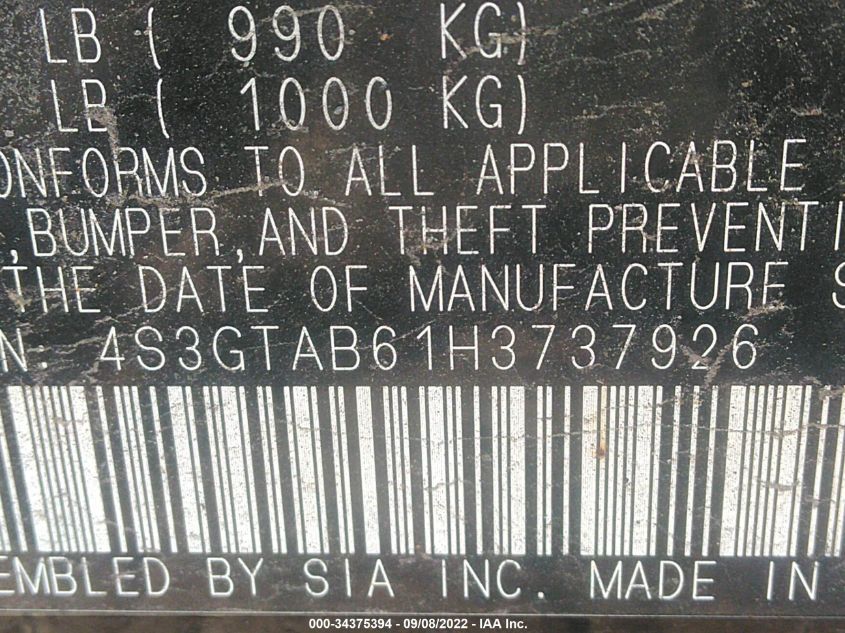 LB ( 990 KG)
LB ( 1000 KG)
ONFORMS TO ALL APPLICABLE
,BUMPER,AND THEFT PREVENTI
THE DATE OF MANUFACTURE S
N. 4S3GTAB61H3737926
EMBLED BY SIA INC. MADE IN
000-34375394 - 09/08/2022 - IAA Inc.